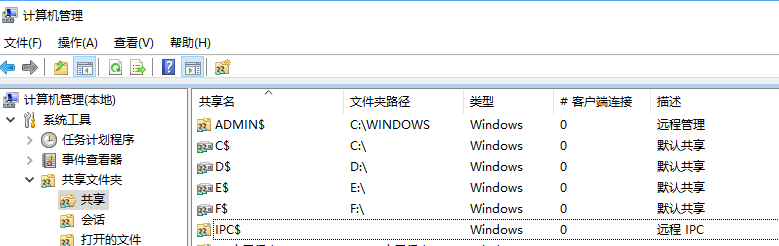 计算机管理
文件(F) 操作(A) 查看(V) 帮助(H)
计算机管理(本地)
系统工具
任务计划程序
事件查看器
共享文件夹
共享
会话
打开的文件
共享名 文件夹路径 类型 # 客户端连接 描述
ADMIN$ C:\WINDOWS Windows 0 远程管理
C$ C:\ Windows 0 默认共享
D$ D:\ Windows 0 默认共享
E$ E:\ Windows 0 默认共享
F$ F:\ Windows 0 默认共享
IPC$ Windows 0 远程 IPC